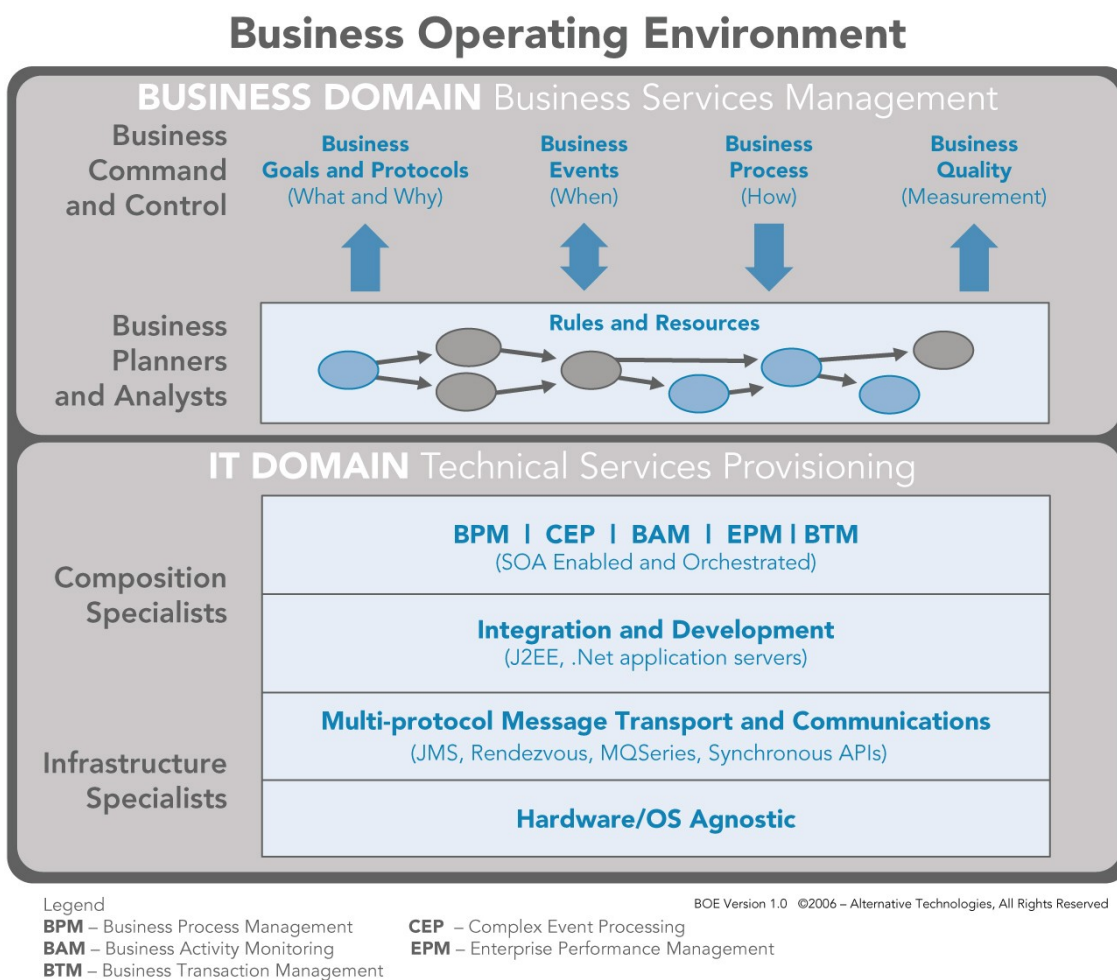 Business Operating Environment
BUSINESS DOMAIN Business Services Management
Business
Command
and Control
Business
Goals and Protocols
(What and Why)
Business
Events
(When)
Business
Process
(How)
Business
Quality
(Measurement)
Business
Planners
and Analysts
Rules and Resources
IT DOMAIN Technical Services Provisioning
Composition
Specialists
BPM | CEP | BAM | EPM | BTM
(SOA Enabled and Orchestrated)
Integration and Development
(J2EE, .Net application servers)
Infrastructure
Specialists
Multi-protocol Message Transport and Communications
(JMS, Rendezvous, MQSeries, Synchronous APIs)
Hardware/OS Agnostic
Legend
BPM – Business Process Management
BAM – Business Activity Monitoring
BTM – Business Transaction Management
CEP – Complex Event Processing
EPM – Enterprise Performance Management
BOE Version 1.0 ©2006 – Alternative Technologies, All Rights Reserved